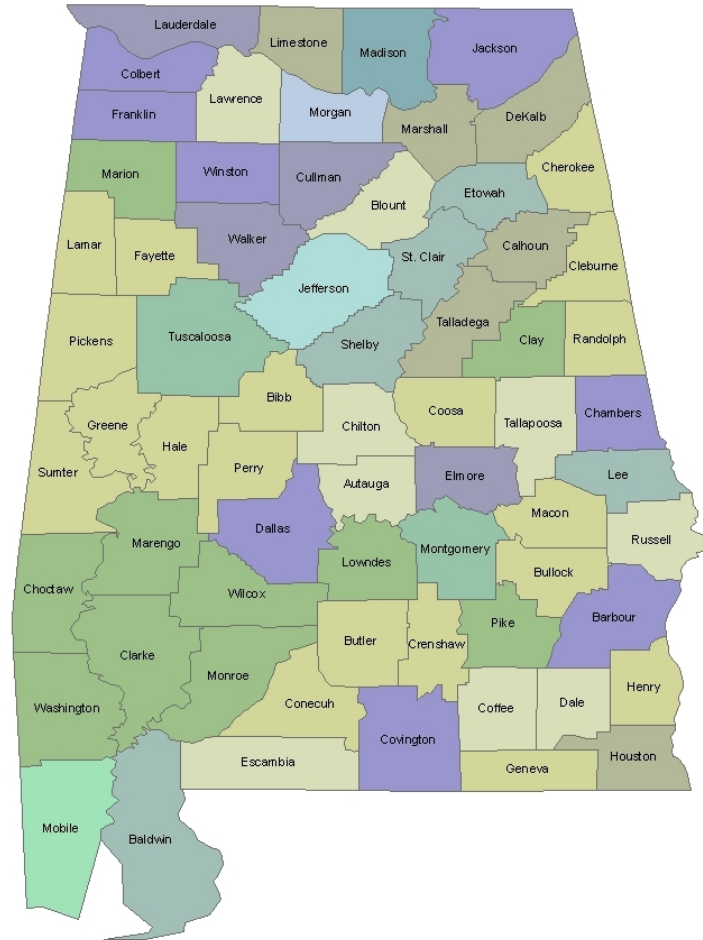 Lauderdale
Limestone
Madison
Jackson
Colbert
Lawrence
Franklin
Morgan
Marshall
DeKalb
Marion
Winston
Cullman
Cherokee
Etowah
Blount
Lamar
Fayette
Walker
St. Clair
Calhoun
Cleburne
Jefferson
Talladega
Pickens
Tuscaloosa
Shelby
Clay
Randolph
Bibb
Greene
Hale
Chilton
Coosa
Tallapoosa
Chambers
Sumter
Perry
Autauga
Elmore
Lee
Macon
Dallas
Russell
Marengo
Lowndes
Montgomery
Bullock
Choctaw
Wilcox
Barbour
Pike
Clarke
Butler
Crenshaw
Monroe
Henry
Washington
Conecuh
Coffee
Dale
Covington
Houston
Escambia
Geneva
Mobile
Baldwin